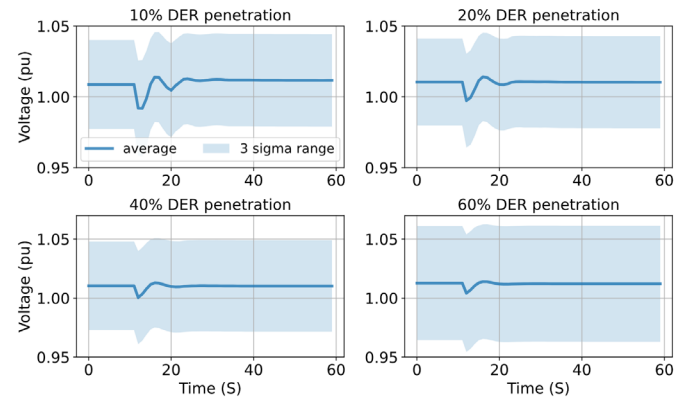 10% DER penetration
20% DER penetration
Voltage (pu)
1.05
1.00
0.95
0
20
40
60
average
3 sigma range
1.05
1.00
0.95
0
20
40
60
40% DER penetration
60% DER penetration
Voltage (pu)
1.05
1.00
0.95
0
20
40
60
Time (S)
1.05
1.00
0.95
0
20
40
60
Time (S)